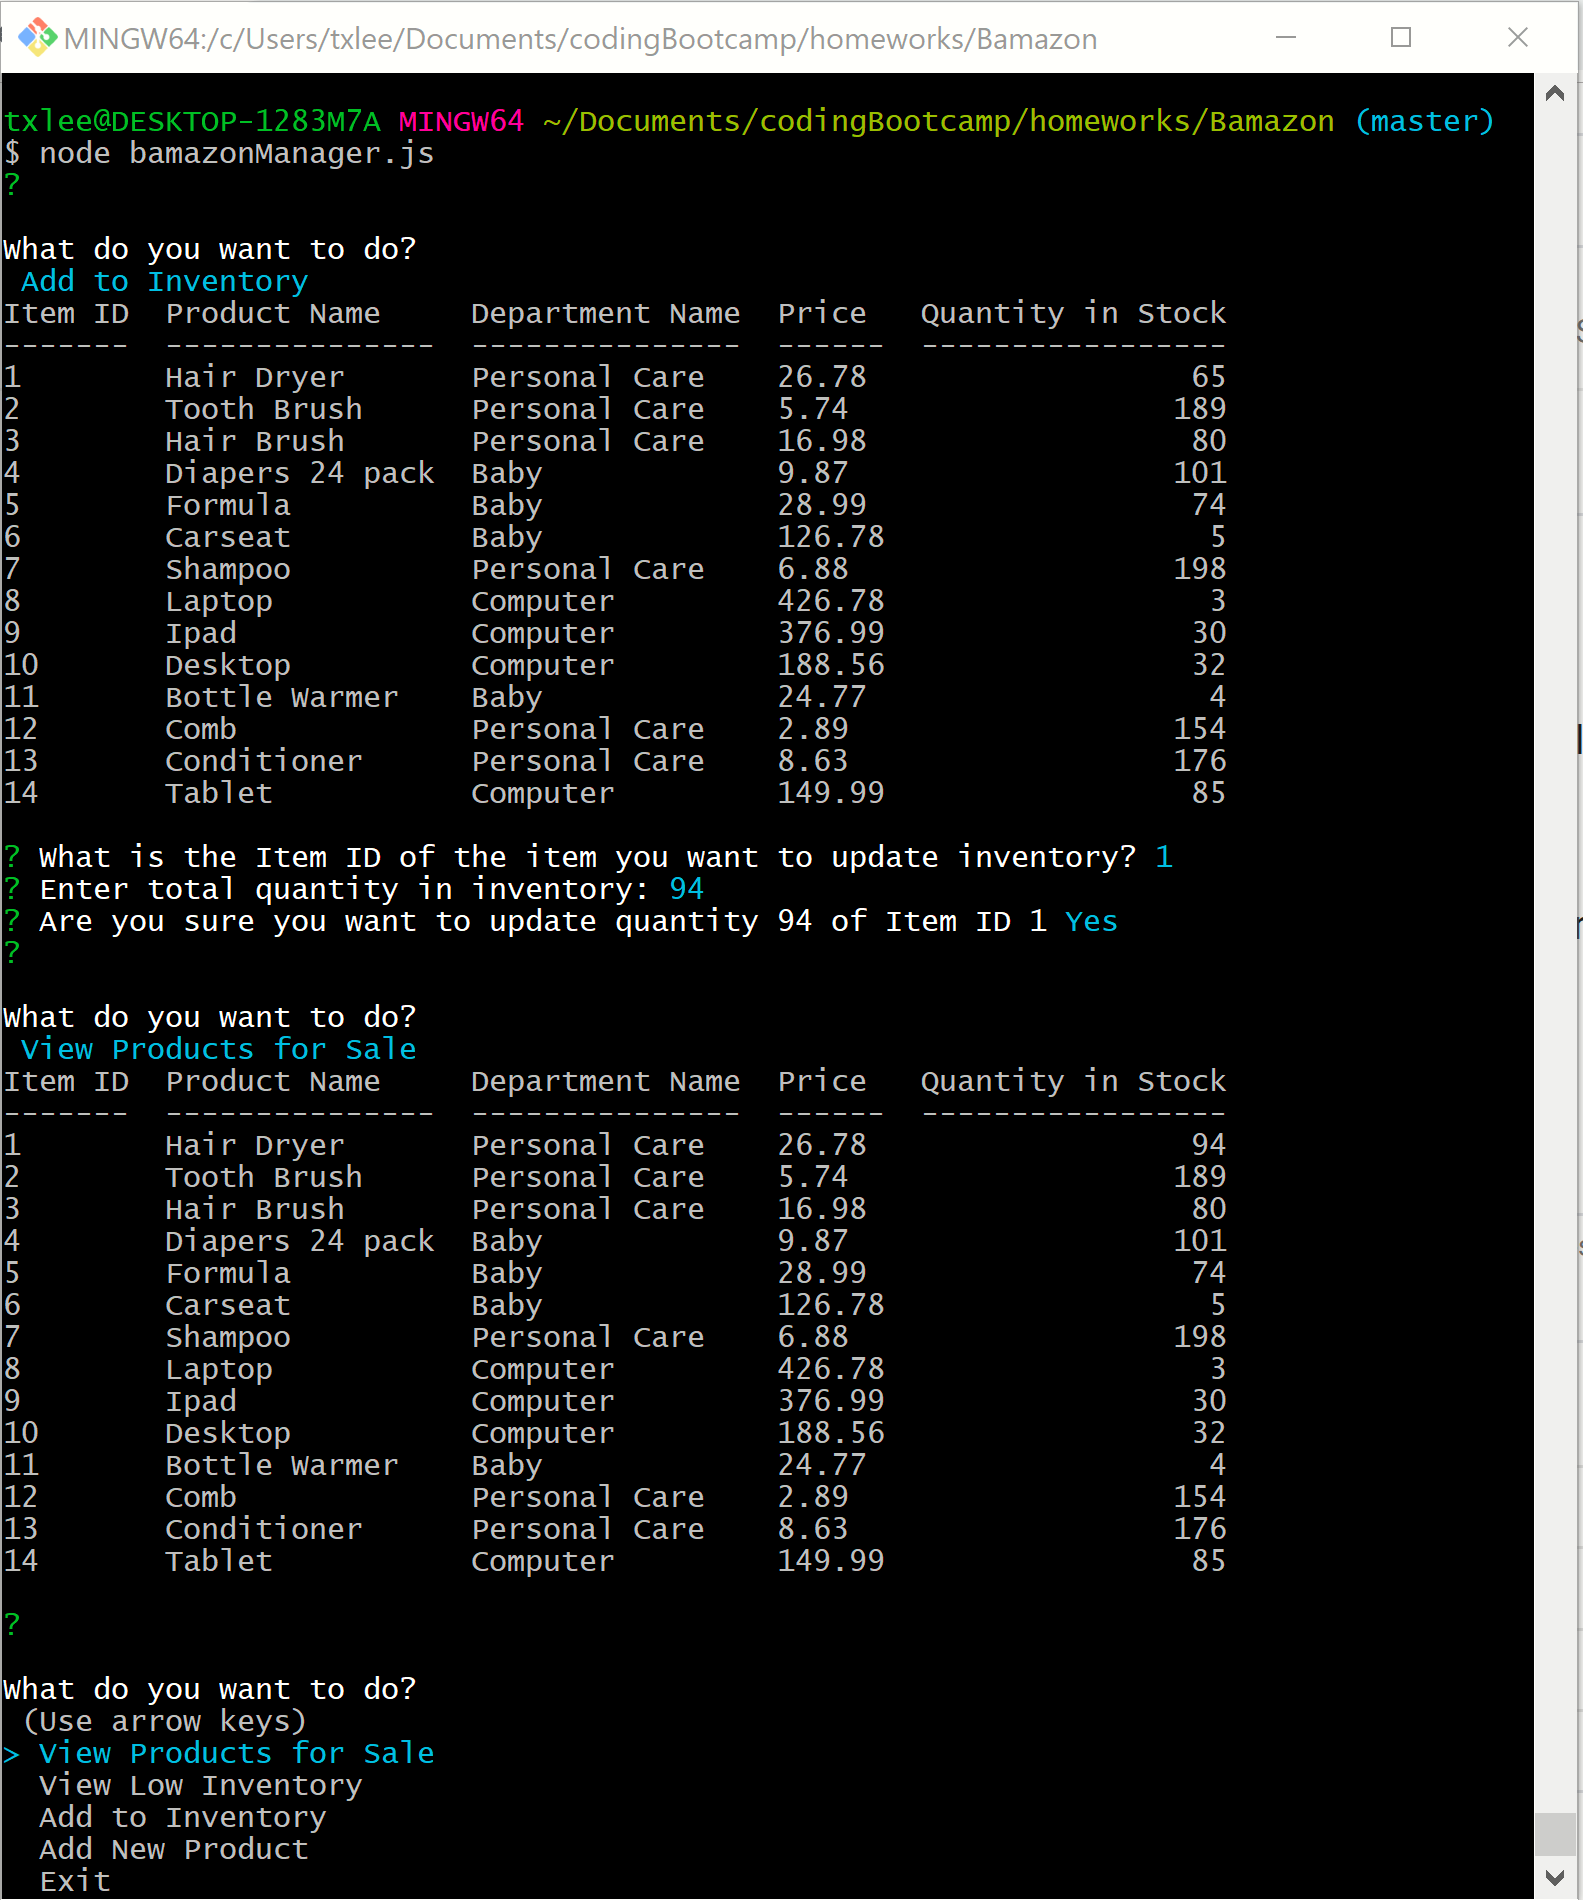 MINGW64:/c/Users/txlee/Documents/codingBootcamp/homeworks/Bamazon
txlee@DESKTOP-1283M7A MINGW64 ~/Documents/codingBootcamp/homeworks/Bamazon (master)
$ node bamazonManager.js
?
What do you want to do?
 Add to Inventory
Item ID  Product Name     Department Name  Price   Quantity in Stock
-------  ---------------  ---------------  ------  -----------------
1        Hair Dryer       Personal Care    26.78                  65
2        Tooth Brush      Personal Care    5.74                  189
3        Hair Brush       Personal Care    16.98                  80
4        Diapers 24 pack  Baby             9.87                  101
5        Formula          Baby             28.99                  74
6        Carseat          Baby             126.78                  5
7        Shampoo          Personal Care    6.88                  198
8        Laptop           Computer         426.78                  3
9        Ipad             Computer         376.99                 30
10       Desktop          Computer         188.56                 32
11       Bottle Warmer    Baby             24.77                   4
12       Comb             Personal Care    2.89                  154
13       Conditioner      Personal Care    8.63                  176
14       Tablet           Computer         149.99                 85
? What is the Item ID of the item you want to update inventory? 1
? Enter total quantity in inventory: 94
? Are you sure you want to update quantity 94 of Item ID 1 Yes
?
What do you want to do?
 View Products for Sale
Item ID  Product Name     Department Name  Price   Quantity in Stock
-------  ---------------  ---------------  ------  -----------------
1        Hair Dryer       Personal Care    26.78                  94
2        Tooth Brush      Personal Care    5.74                  189
3        Hair Brush       Personal Care    16.98                  80
4        Diapers 24 pack  Baby             9.87                  101
5        Formula          Baby             28.99                  74
6        Carseat          Baby             126.78                  5
7        Shampoo          Personal Care    6.88                  198
8        Laptop           Computer         426.78                  3
9        Ipad             Computer         376.99                 30
10       Desktop          Computer         188.56                 32
11       Bottle Warmer    Baby             24.77                   4
12       Comb             Personal Care    2.89                  154
13       Conditioner      Personal Care    8.63                  176
14       Tablet           Computer         149.99                 85
?
What do you want to do?
 (Use arrow keys)
> View Products for Sale
  View Low Inventory
  Add to Inventory
  Add New Product
  Exit